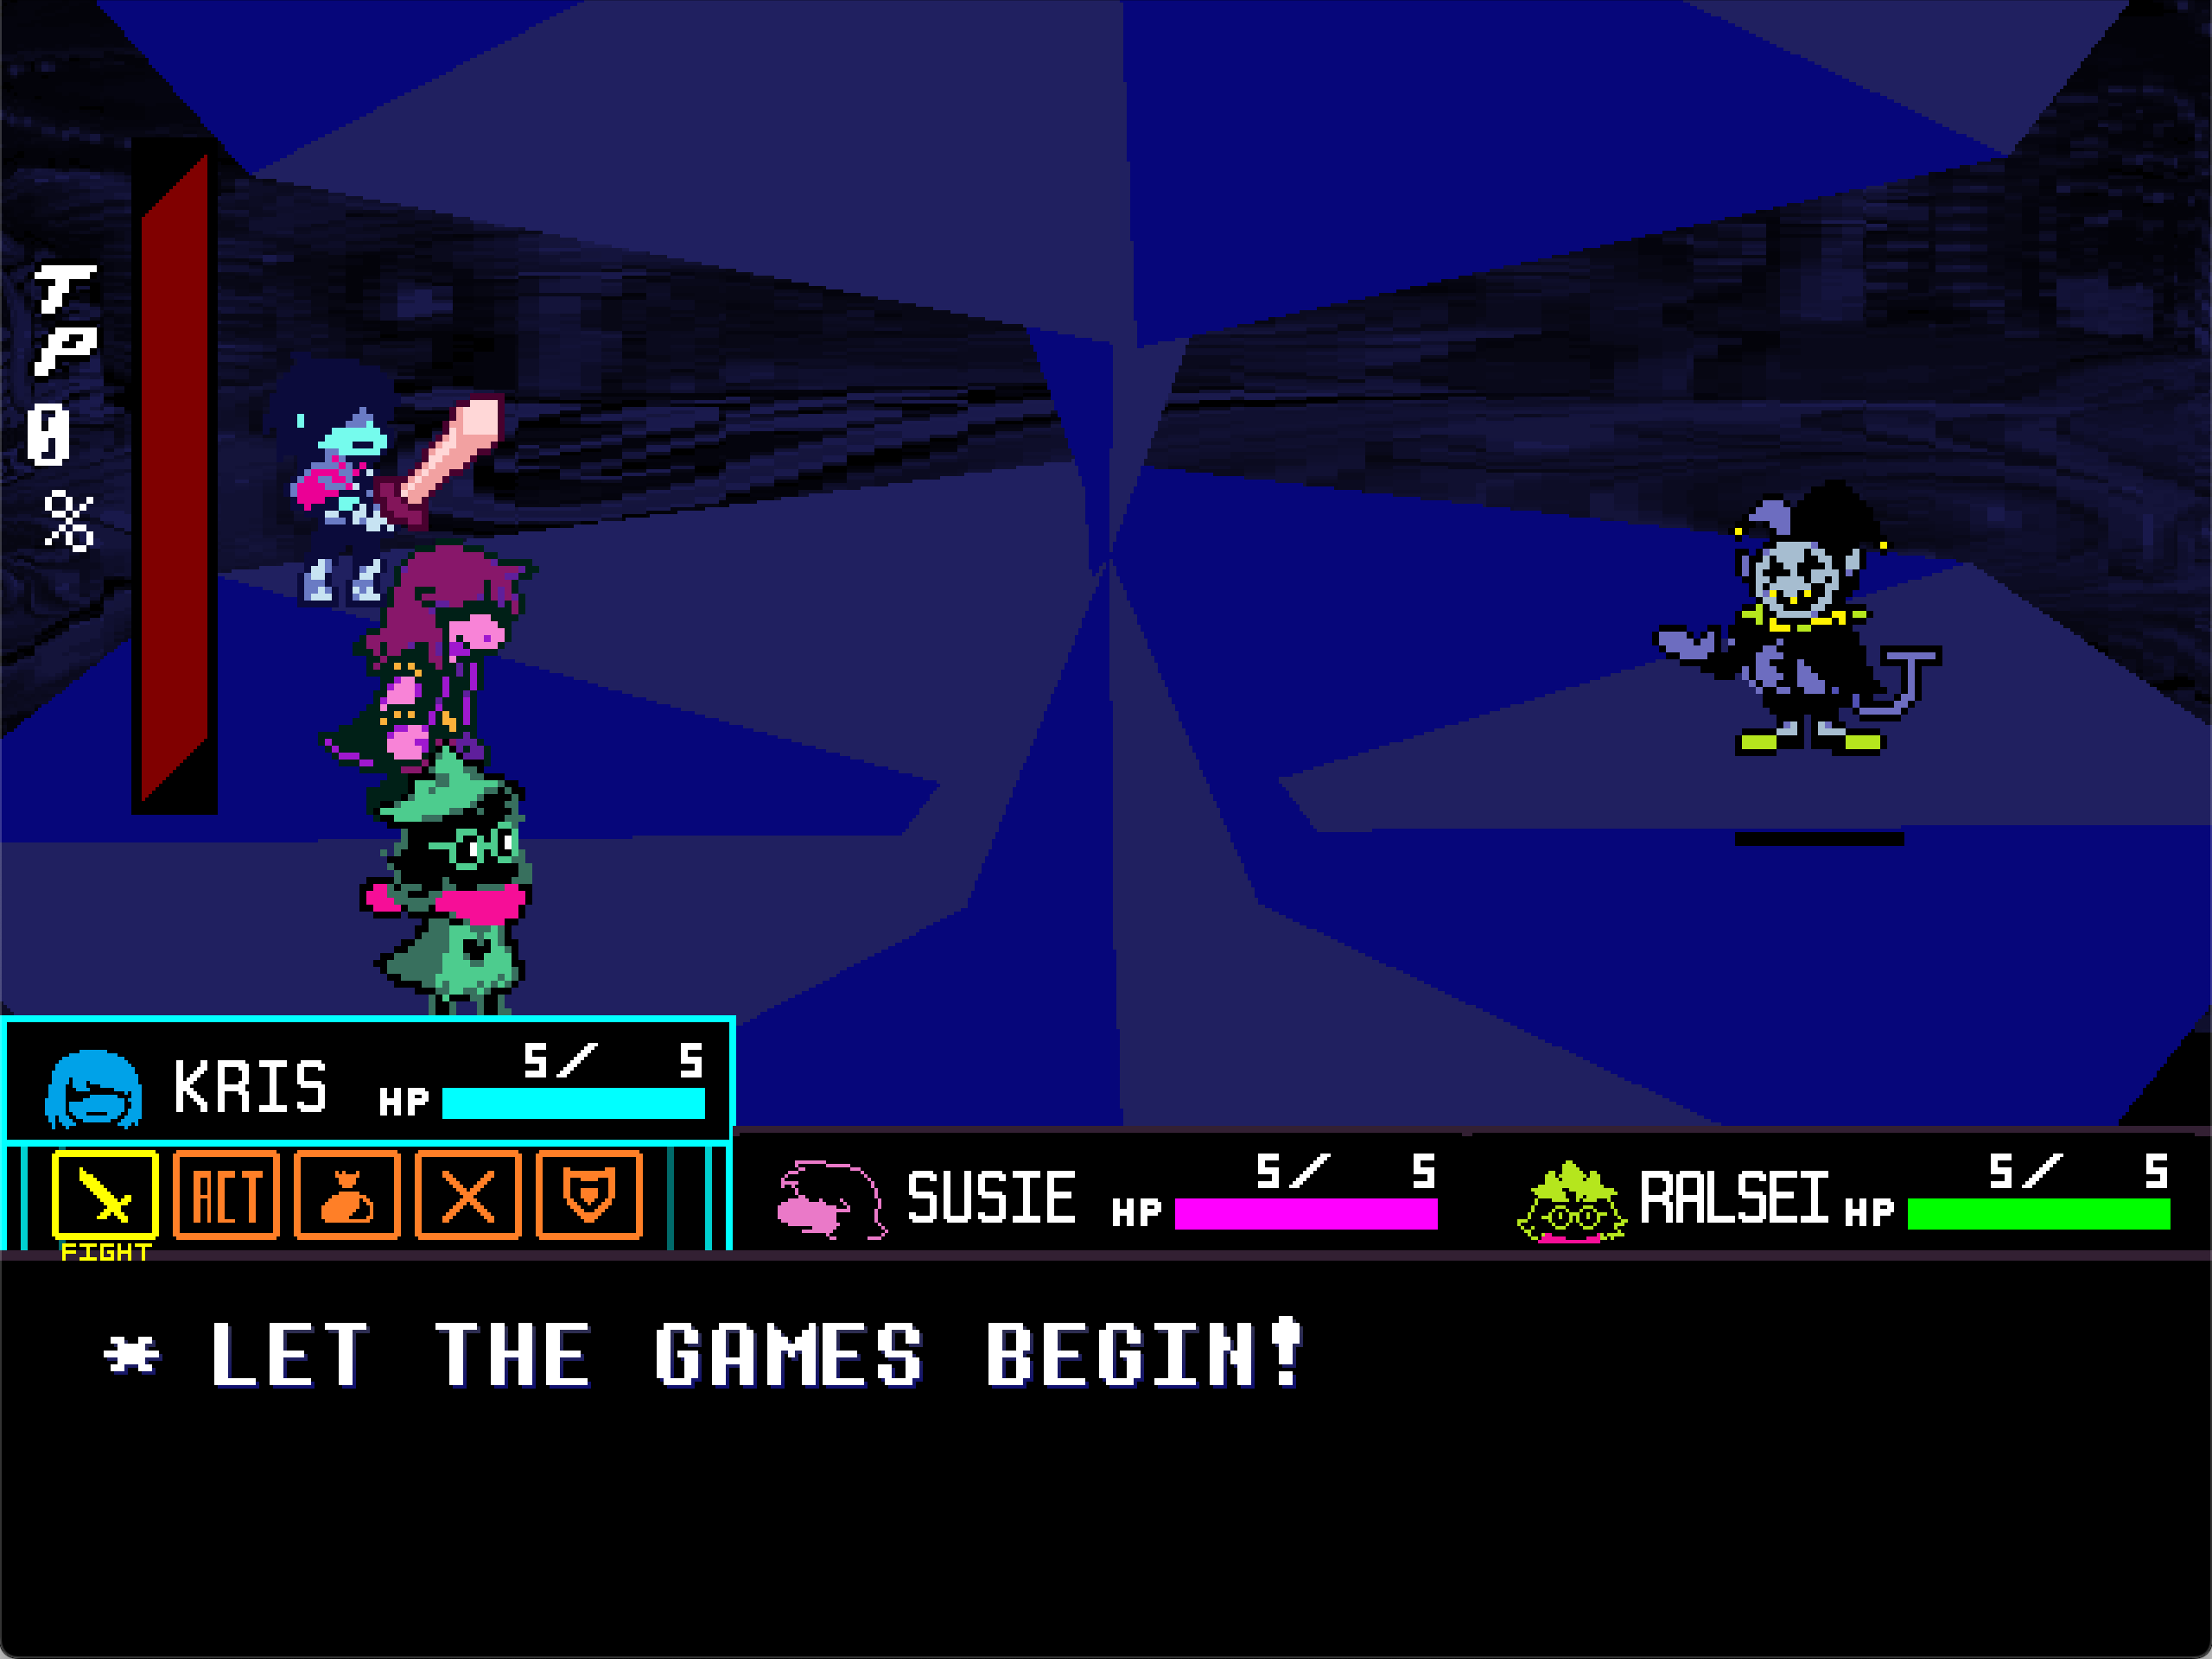 TP
0
%
KRIS HP 5/ 5
ACT
FIGHT
SUSIE HP 5/ 5
RALSEI HP 5/ 5
* LET THE GAMES BEGIN!